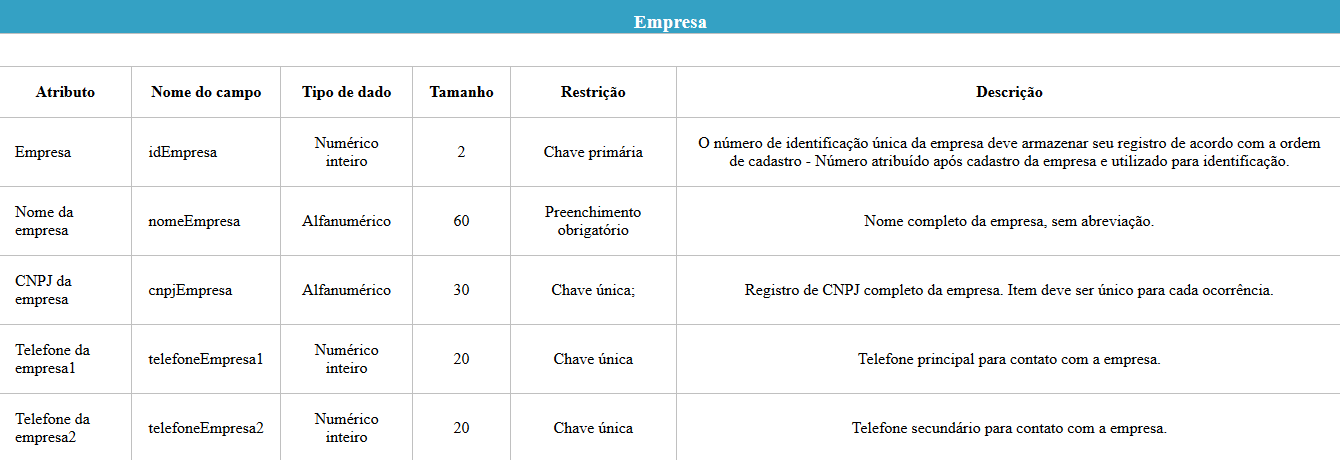 Empresa
Atributo Nome do campo Tipo de dado Tamanho Restrição Descrição
Empresa idEmpresa Numérico inteiro 2 Chave primária O número de identificação única da empresa deve armazenar seu registro de acordo com a ordem
de cadastro - Número atribuído após cadastro da empresa e utilizado para identificação.
Nome da
empresa nomeEmpresa Alfanumérico 60 Preenchimento
obrigatório Nome completo da empresa, sem abreviação.
CNPJ da
empresa cnpjEmpresa Alfanumérico 30 Chave única; Registro de CNPJ completo da empresa. Item deve ser único para cada ocorrência.
Telefone da
empresa1 telefoneEmpresa1 Numérico
inteiro 20 Chave única Telefone principal para contato com a empresa.
Telefone da
empresa2 telefoneEmpresa2 Numérico
inteiro 20 Chave única Telefone secundário para contato com a empresa.